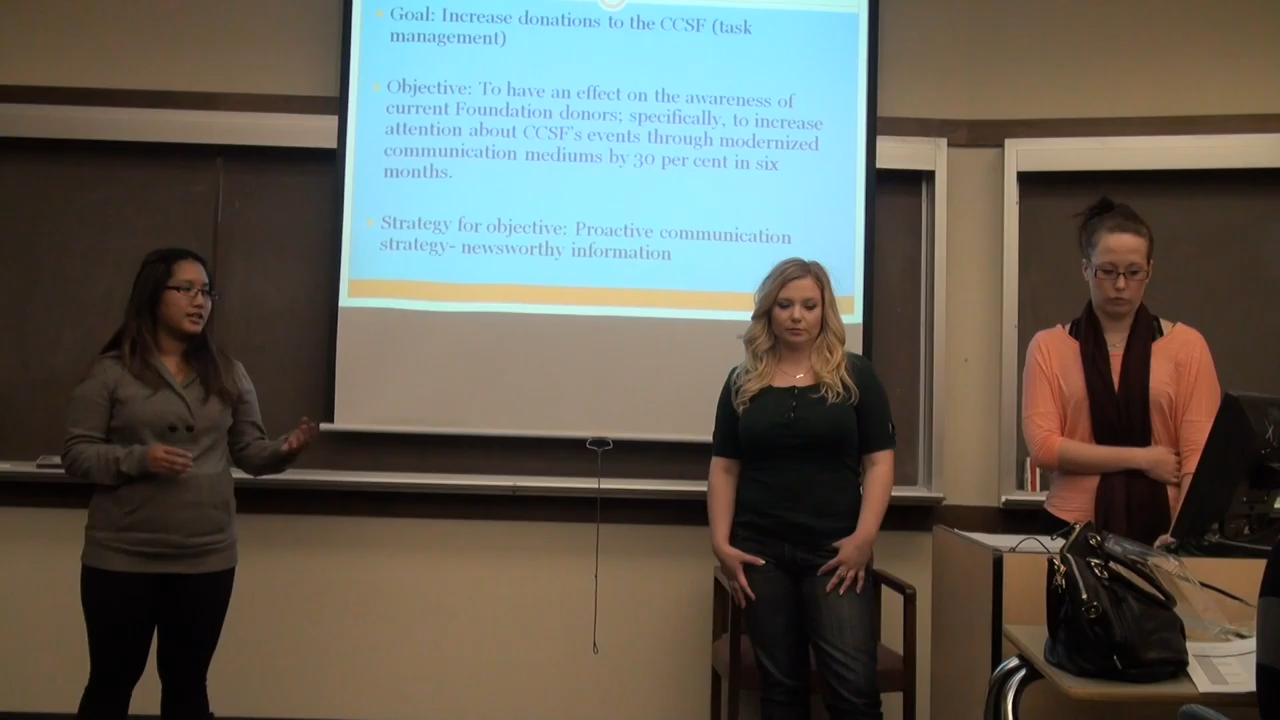 Goal: Increase donations to the CCSF (task
management)
Objective: To have an effect on the awareness of
current Foundation donors; specifically, to increase
attention about CCSF's events through modernized
communication mediums by 30 per cent in six
months.
Strategy for objective: Proactive communication
strategy- newsworthy information